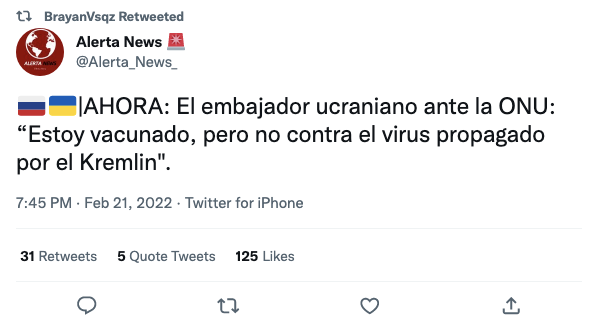 BrayanVsqz Retweeted
Alerta News 🚨
ALERTA NEWS
@Alerta_News_
🇷🇺🇺🇦|AHORA: El embajador ucraniano ante la ONU:
“Estoy vacunado, pero no contra el virus propagado
por el Kremlin".
7:45 PM · Feb 21, 2022 · Twitter for iPhone
31 Retweets 5 Quote Tweets 125 Likes